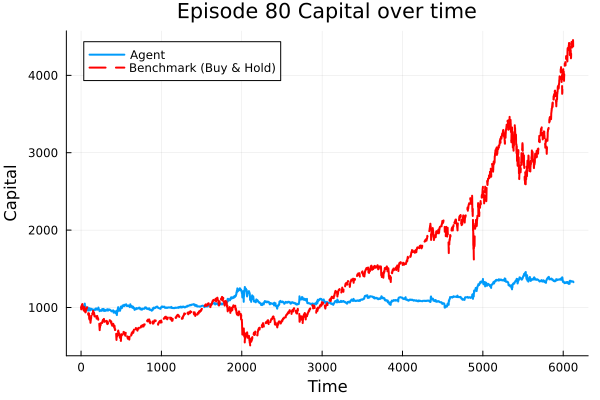 Episode 80 Capital over time
Agent
Benchmark (Buy & Hold)
4000
3000
2000
1000
Capital
0
1000
2000
3000
4000
5000
6000
Time